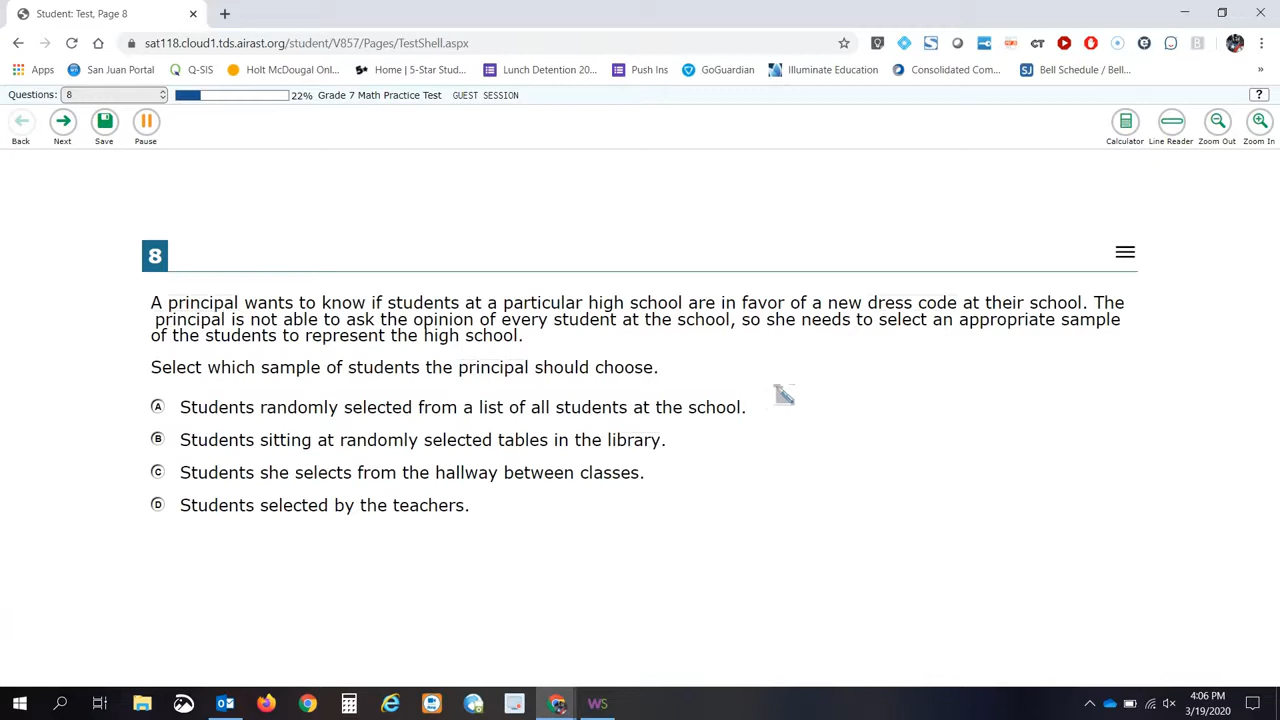 Student: Test, Page 8
sat118.cloud1.tds.airast.org/student/V857/Pages/TestShell.aspx
Apps San Juan Portal Q-SIS Holt McDougal Onl... Home | 5-Star Stud... Lunch Detention 20... Push Ins GoGuardian Illuminate Education Consolidated Com... Bell Schedule / Bell... »
Questions: 8 22% Grade 7 Math Practice Test GUEST SESSION ?
Back Next Save Pause Calculator Line Reader Zoom Out Zoom In
8
A principal wants to know if students at a particular high school are in favor of a new dress code at their school. The
principal is not able to ask the opinion of every student at the school, so she needs to select an appropriate sample
of the students to represent the high school.
Select which sample of students the principal should choose.
A Students randomly selected from a list of all students at the school.
B Students sitting at randomly selected tables in the library.
C Students she selects from the hallway between classes.
D Students selected by the teachers.
4:06 PM
3/19/2020